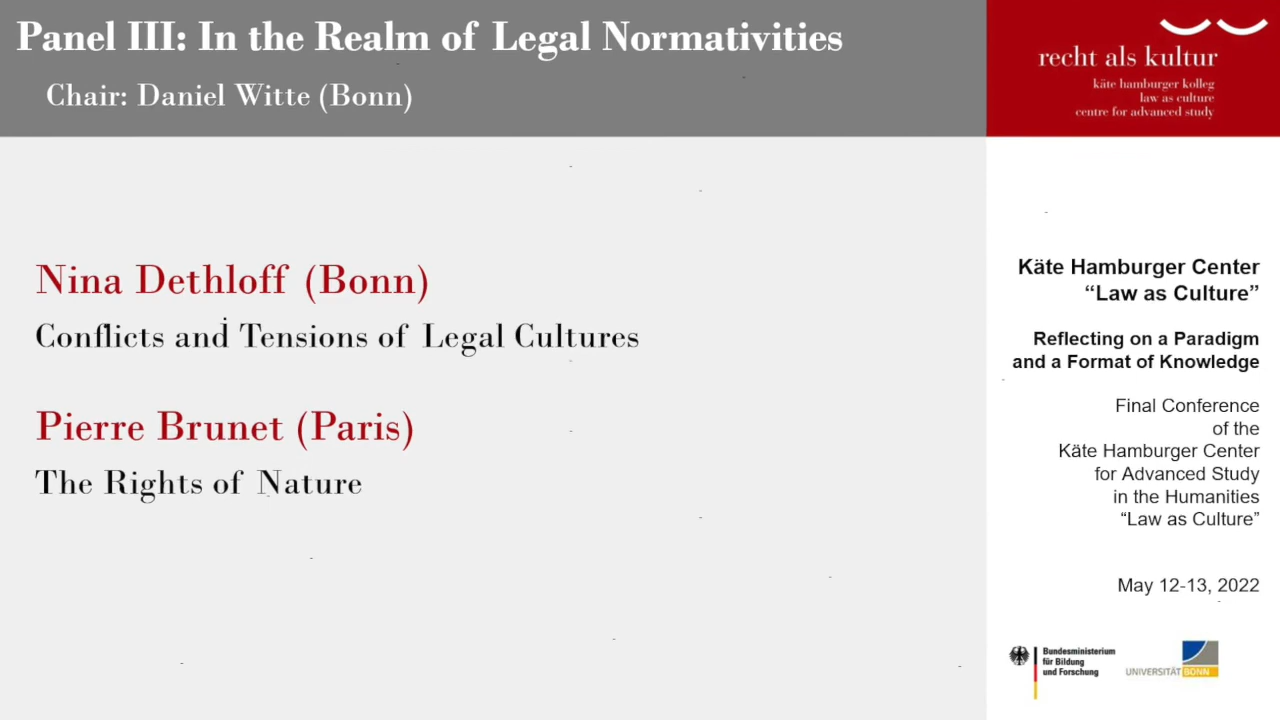 Panel III: In the Realm of Legal Normativities
Chair: Daniel Witte (Bonn)
recht als kultur
käte hamburger kolleg
law as culture
centre for advanced study
Nina Dethloff (Bonn)
Conflicts and Tensions of Legal Cultures
Pierre Brunet (Paris)
The Rights of Nature
Käte Hamburger Center
“Law as Culture”
Reflecting on a Paradigm
and a Format of Knowledge
Final Conference
of the
Käte Hamburger Center
for Advanced Study
in the Humanities
“Law as Culture”
May 12-13, 2022
Bundesministerium
für Bildung
und Forschung
UNIVERSITÄT BONN